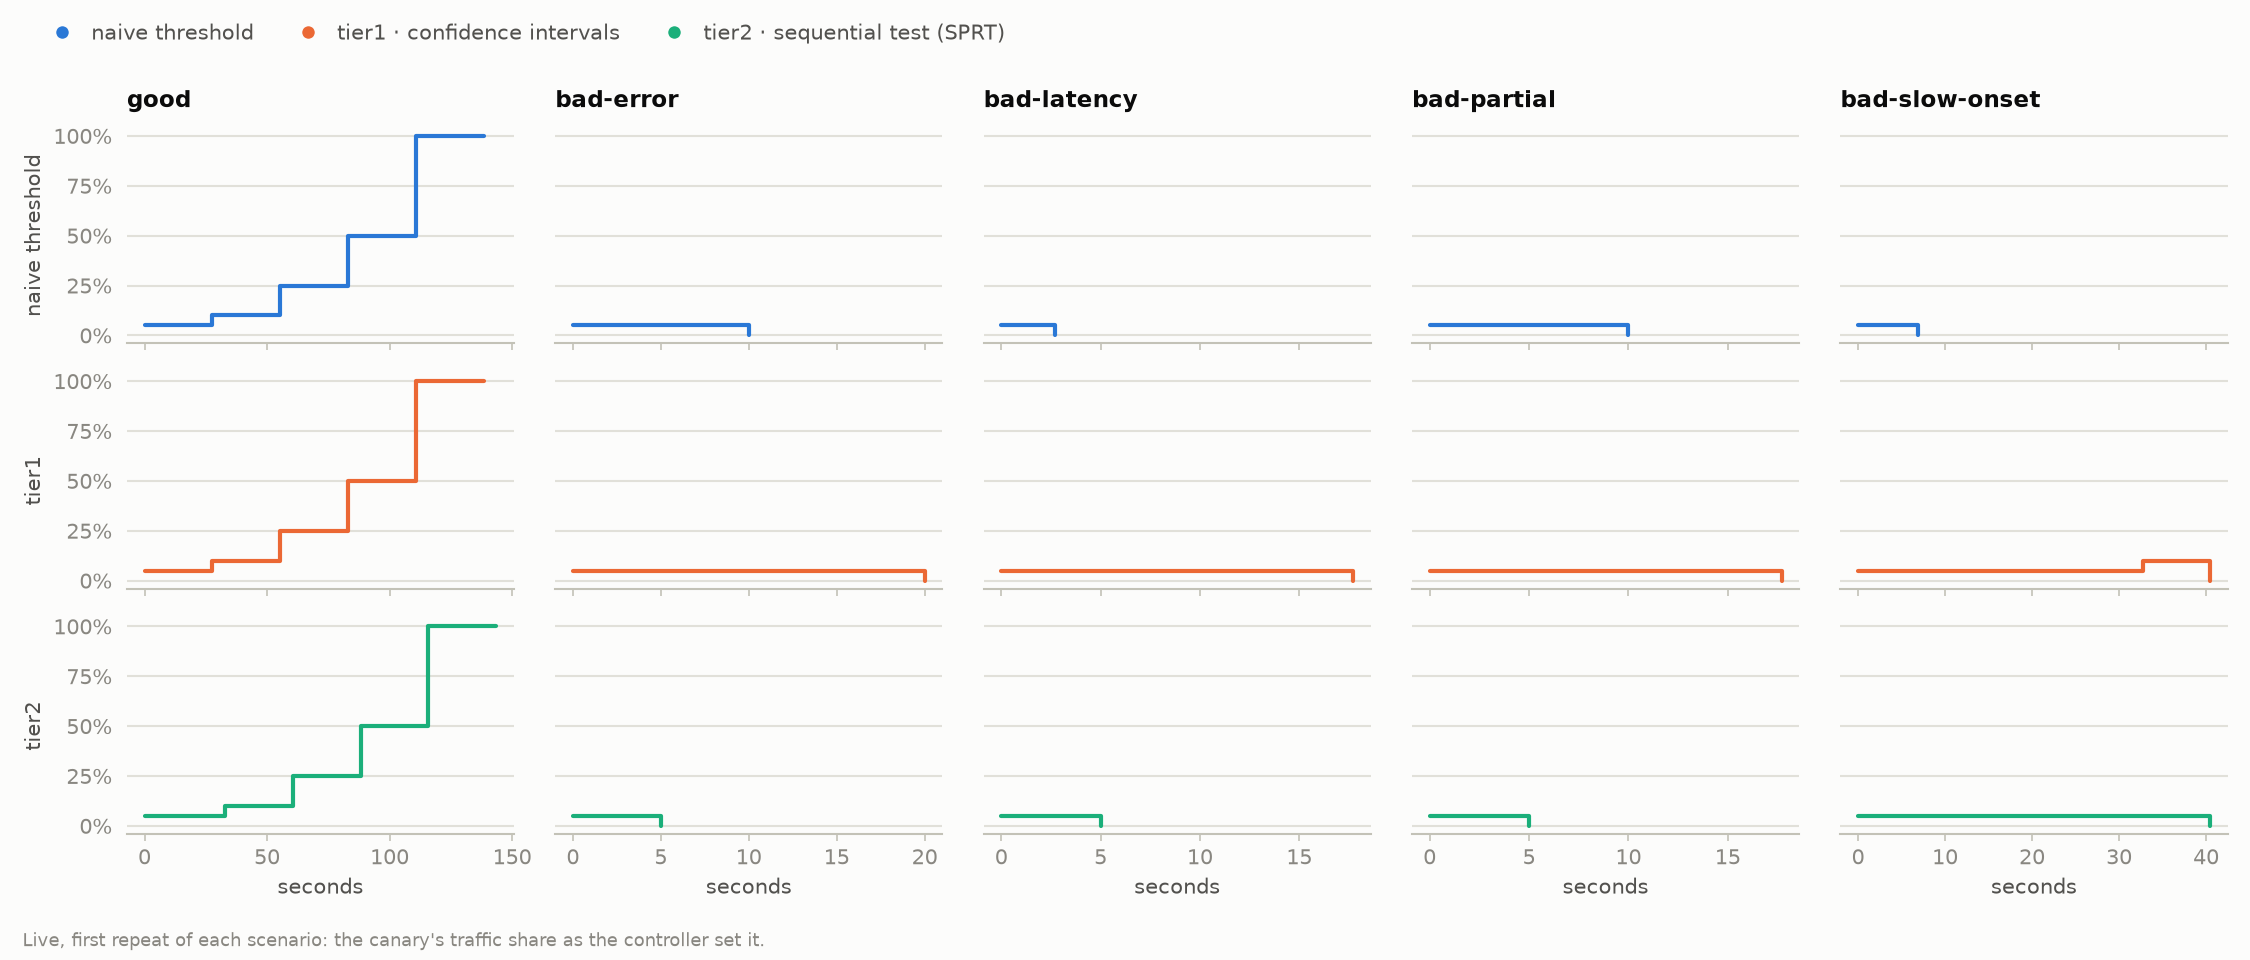 naive threshold
tier1 · confidence intervals
tier2 · sequential test (SPRT)
good
bad-error
bad-latency
bad-partial
bad-slow-onset
naive threshold
100%
75%
50%
25%
0%
tier1
100%
75%
50%
25%
0%
tier2
100%
75%
50%
25%
0%
0 50 100 150
0 5 10 15 20
0 5 10 15
0 5 10 15
0 10 20 30 40
seconds
seconds
seconds
seconds
seconds
Live, first repeat of each scenario: the canary's traffic share as the controller set it.